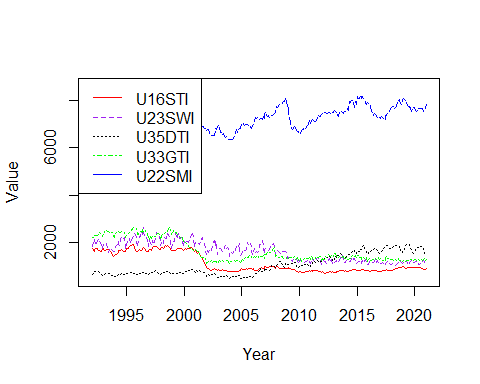 U16STI
U23SWI
U35DTI
U33GTI
U22SMI
6000
2000
Value
1995 2000 2005 2010 2015 2020
Year